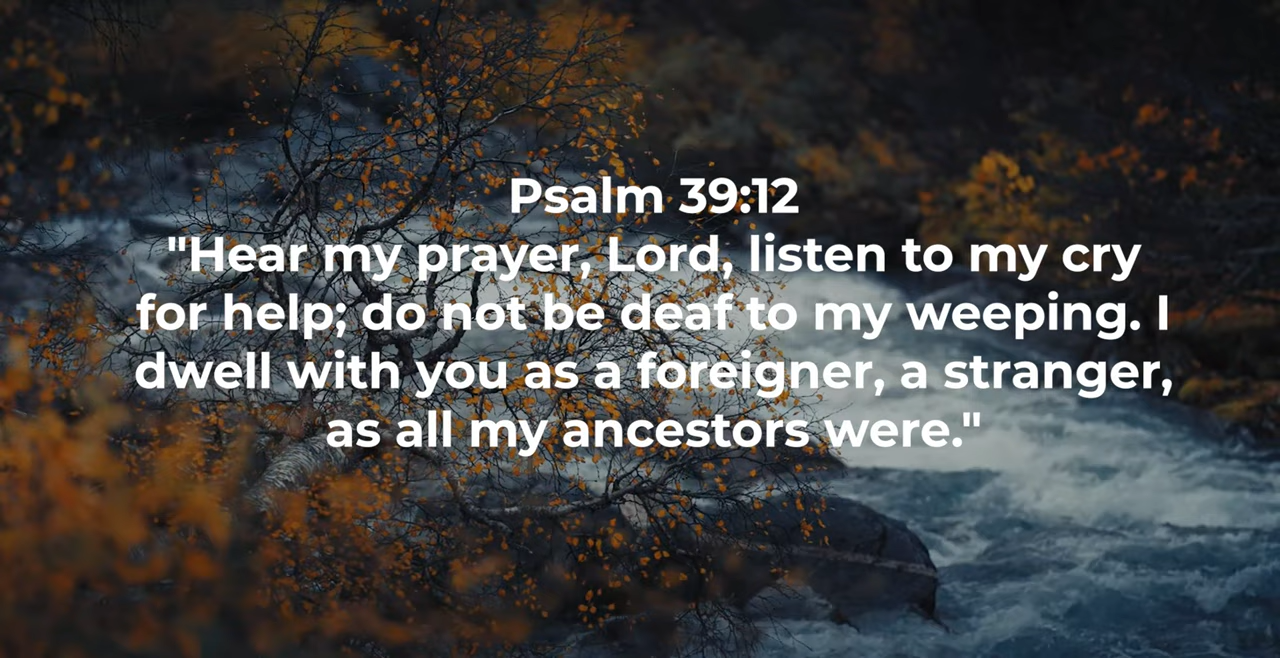 Psalm 39:12
"Hear my prayer, Lord, listen to my cry
for help; do not be deaf to my weeping. I
dwell with you as a foreigner, a stranger,
as all my ancestors were."